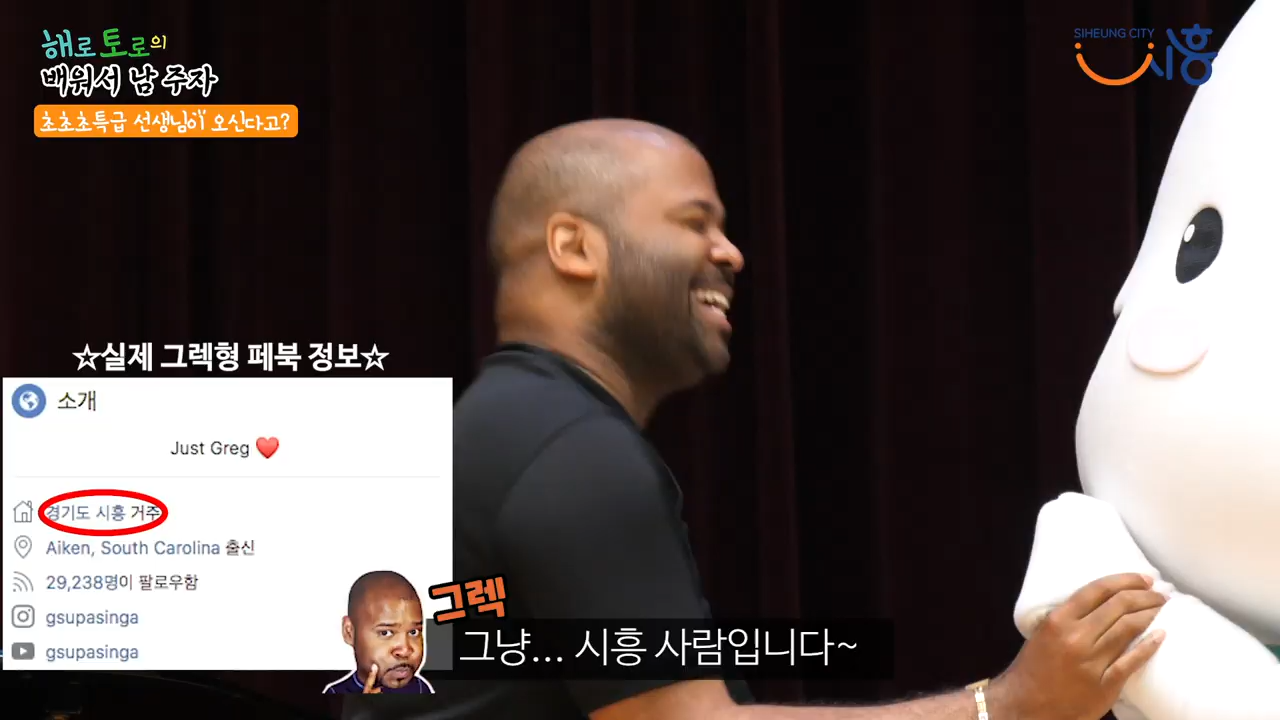 해로토로의
배워서 남 주자
초초초특급 선생님이 오신다고?
SIHEUNG CITY
시흥
☆실제 그렉형 페북 정보☆
소개
Just Greg ❤️
경기도 시흥 거주
Aiken, South Carolina 출신
29,238명이 팔로우함
gsupasinga
gsupasinga
그렉
그냥... 시흥 사람입니다~